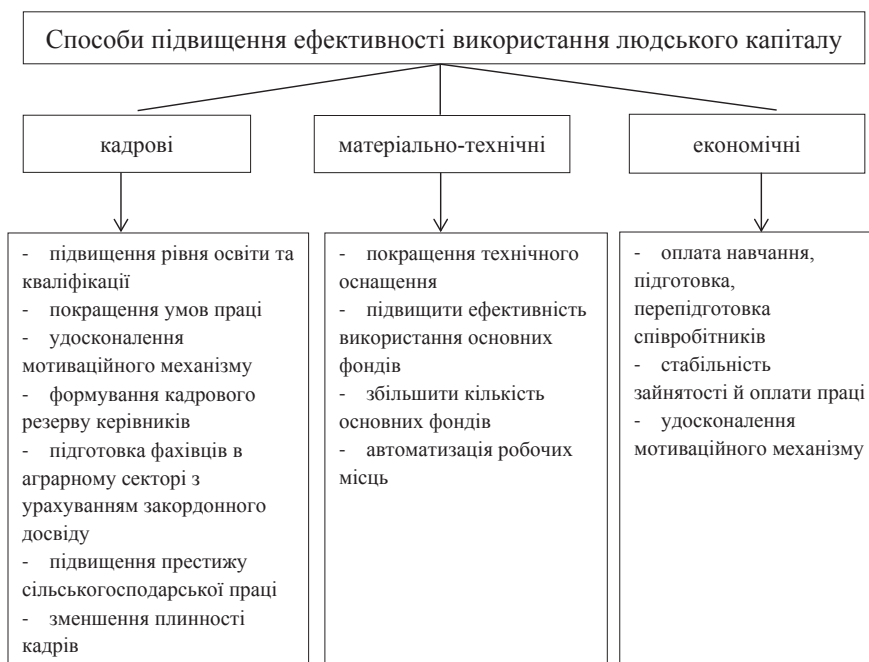 Способи підвищення ефективності використання людського капіталу
кадрові
матеріально-технічні
економічні
- підвищення рівня освіти та
кваліфікації
- покращення умов праці
- удосконалення
мотиваційного механізму
- формування кадрового
резерву керівників
- підготовка фахівців в
аграрному секторі з
урахуванням закордонного
досвіду
- підвищення престижу
сільськогосподарської праці
- зменшення плинності
кадрів
- покращення технічного
оснащення
- підвищити ефективність
використання основних
фондів
- збільшити кількість
основних фондів
- автоматизація робочих
місць
- оплата навчання,
підготовка,
перепідготовка
співробітників
- стабільність
зайнятості й оплати праці
- удосконалення
мотиваційного механізму